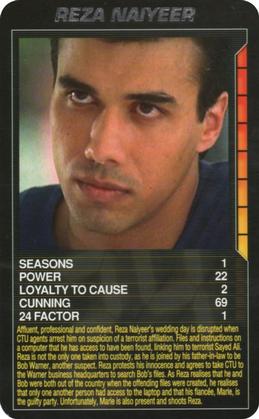 REZA NAIYEER
SEASONS 1
POWER 22
LOYALTY TO CAUSE 2
CUNNING 69
24 FACTOR 1
Affluent, professional and confident, Reza Naiyeer's wedding day is disrupted when
CTU agents arrest him on suspicion of a terrorist affiliation. Files and instructions on
a computer that he has access to have been found, linking him to terrorist Sayed Ali.
Reza is not the only one taken into custody, as he is joined by his father-in-law to be
Bob Warner, another suspect. Reza protests his innocence and agrees to take CTU to
the Warner business headquarters to search Bob's files. As Reza realises that he and
Bob were both out of the country when the offending files were created, he realises
that only one another person had access to the laptop and that his fiancée, Marie, is
the guilty party. Unfortunately, Marie is also present and shoots Reza.